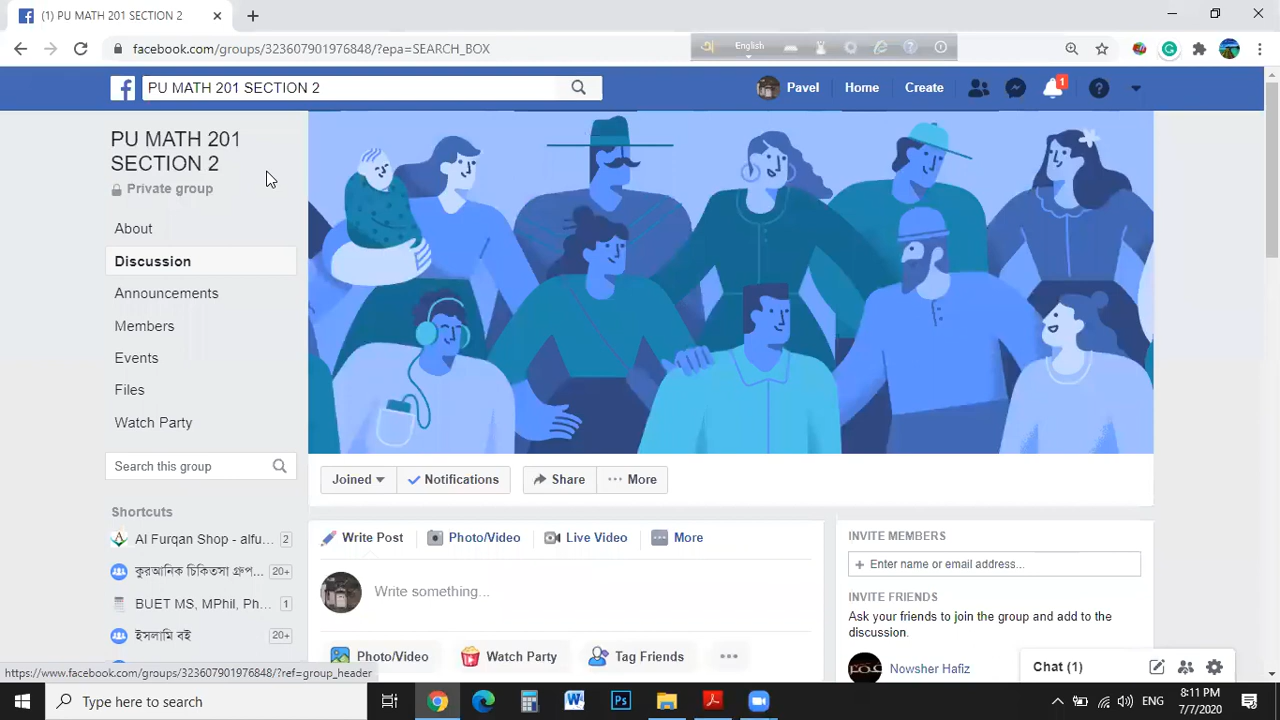 (1) PU MATH 201 SECTION 2
facebook.com/groups/323607901976848/?epa=SEARCH_BOX
English
PU MATH 201 SECTION 2
Pavel
Home
Create
1
PU MATH 201
SECTION 2
Private group
About
Discussion
Announcements
Members
Events
Files
Watch Party
Search this group
Shortcuts
Al Furqan Shop - alfu... 2
কুরআনিক চিকিতসা গ্রুপ... 20+
BUET MS, MPhil, Ph... 1
ইসলামি বই 20+
Joined
Notifications
Share
More
Write Post
Photo/Video
Live Video
More
Write something...
Photo/Video
Watch Party
Tag Friends
INVITE MEMBERS
+ Enter name or email address...
INVITE FRIENDS
Ask your friends to join the group and add to the
discussion.
Nowsher Hafiz
Chat (1)
https://www.facebook.com/groups/323607901976848/?ref=group_header
Type here to search
ENG
8:11 PM
7/7/2020